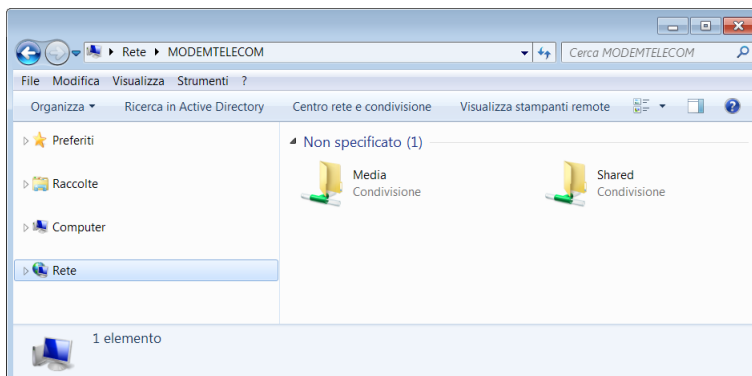 Rete MODEMTELECOM
Cerca MODEMTELECOM
File Modifica Visualizza Strumenti ?
Organizza Ricerca in Active Directory Centro rete e condivisione Visualizza stampanti remote
Preferiti
Raccolte
Computer
Rete
Non specificato (1)
Media
Condivisione
Shared
Condivisione
1 elemento